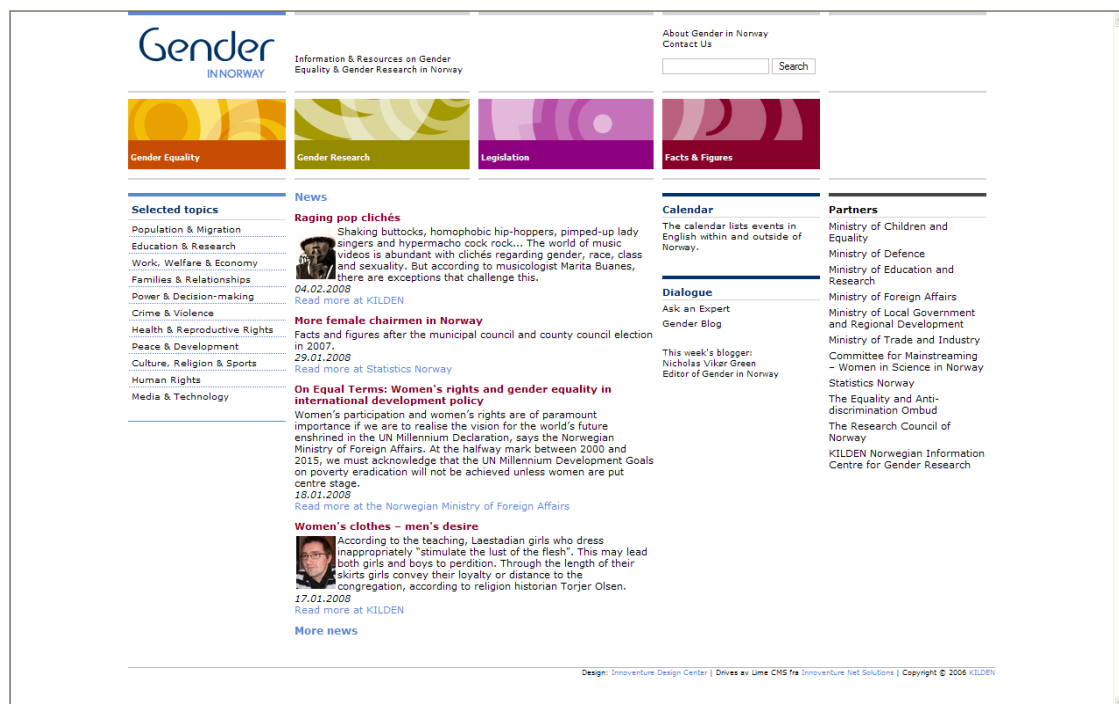 Gender
IN NORWAY
Information & Resources on Gender
Equality & Gender Research in Norway
About Gender in Norway
Contact Us
Search
Gender Equality
Gender Research
Legislation
Facts & Figures
Selected topics
Population & Migration
Education & Research
Work, Welfare & Economy
Families & Relationships
Power & Decision-making
Crime & Violence
Health & Reproductive Rights
Peace & Development
Culture, Religion & Sports
Human Rights
Media & Technology
News
Raging pop clichés
Shaking buttocks, homophobic hip-hoppers, pimped-up lady
singers and hypermacho cock rock... The world of music
videos is abundant with clichés regarding gender, race, class
and sexuality. But according to musicologist Marita Buanes,
there are exceptions that challenge this.
04.02.2008
Read more at KILDEN
More female chairmen in Norway
Facts and figures after the municipal council and county council election
in 2007.
29.01.2008
Read more at Statistics Norway
On Equal Terms: Women's rights and gender equality in
international development policy
Women’s participation and women’s rights are of paramount
importance if we are to realise the vision for the world’s future
enshrined in the UN Millennium Declaration, says the Norwegian
Ministry of Foreign Affairs. At the halfway mark between 2000 and
2015, we must acknowledge that the UN Millennium Development Goals
on poverty eradication will not be achieved unless women are put
centre stage.
18.01.2008
Read more at the Norwegian Ministry of Foreign Affairs
Women's clothes – men's desire
According to the teaching, Laestadian girls who dress
inappropriately “stimulate the lust of the flesh”. This may lead
both girls and boys to perdition. Through the length of their
skirts girls convey their loyalty or distance to the
congregation, according to religion historian Torjer Olsen.
17.01.2008
Read more at KILDEN
More news
Calendar
The calendar lists events in
English within and outside of
Norway.
Dialogue
Ask an Expert
Gender Blog
This week's blogger:
Nicholas Vikør Green
Editor of Gender in Norway
Partners
Ministry of Children and
Equality
Ministry of Defence
Ministry of Education and
Research
Ministry of Foreign Affairs
Ministry of Local Government
and Regional Development
Ministry of Trade and Industry
Committee for Mainstreaming
– Women in Science in Norway
Statistics Norway
The Equality and Anti-
discrimination Ombud
The Research Council of
Norway
KILDEN Norwegian Information
Centre for Gender Research
Design: Innoventure Design Center | Drives av Lime CMS fra Innoventure Net Solutions | Copyright © 2006 KILDEN